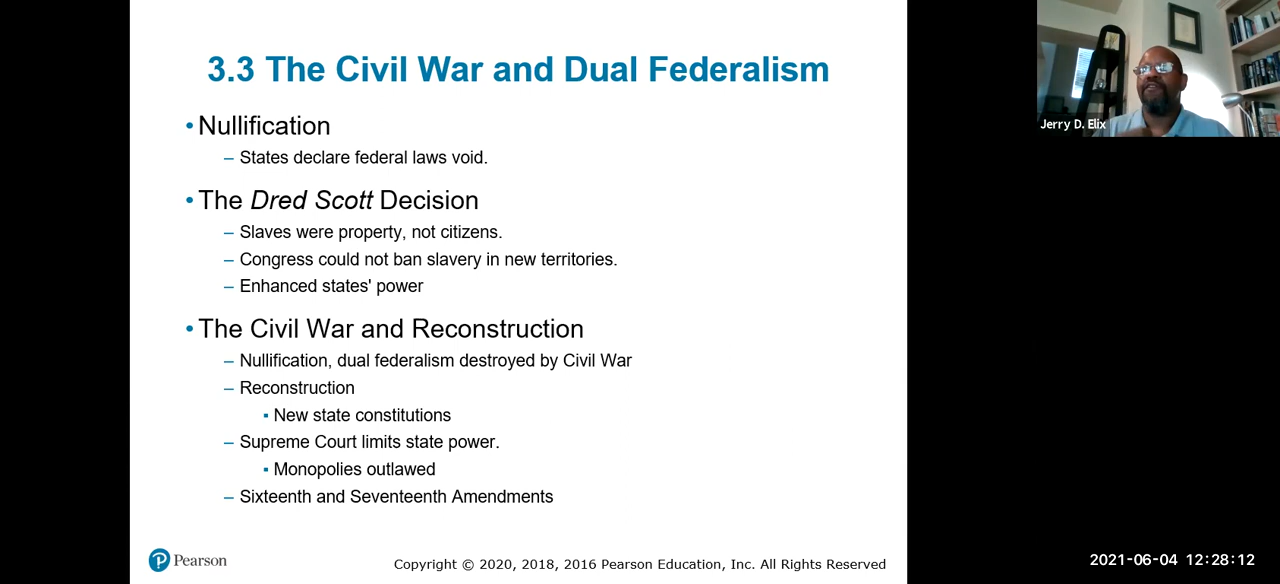 3.3 The Civil War and Dual Federalism
• Nullification
– States declare federal laws void.
• The Dred Scott Decision
– Slaves were property, not citizens.
– Congress could not ban slavery in new territories.
– Enhanced states' power
• The Civil War and Reconstruction
– Nullification, dual federalism destroyed by Civil War
– Reconstruction
▪ New state constitutions
– Supreme Court limits state power.
▪ Monopolies outlawed
– Sixteenth and Seventeenth Amendments
P Pearson
Copyright © 2020, 2018, 2016 Pearson Education, Inc. All Rights Reserved
Jerry D. Elix
2021-06-04 12:28:12